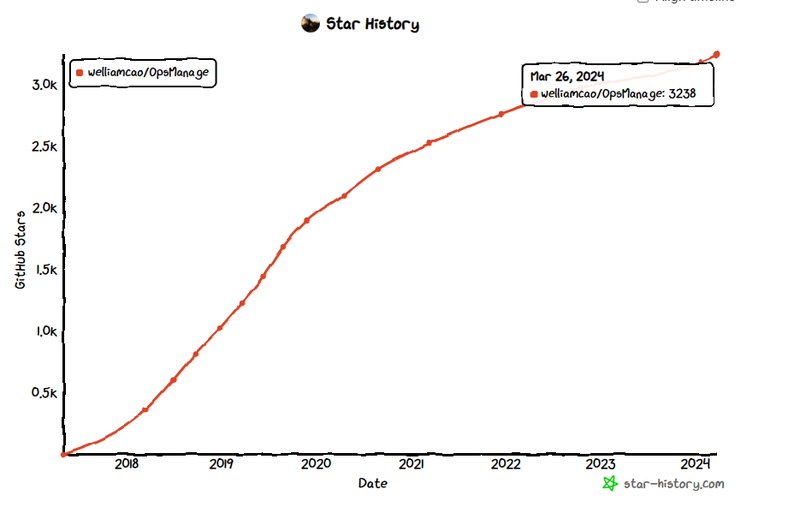 Star History
welliamcao/OpsManage
Mar 26, 2024
welliamcao/OpsManage: 3238
3.0k
2.5k
2.0k
1.5k
1.0k
0.5k
GitHub Stars
2018 2019 2020 2021 2022 2023 2024
Date
star-history.com